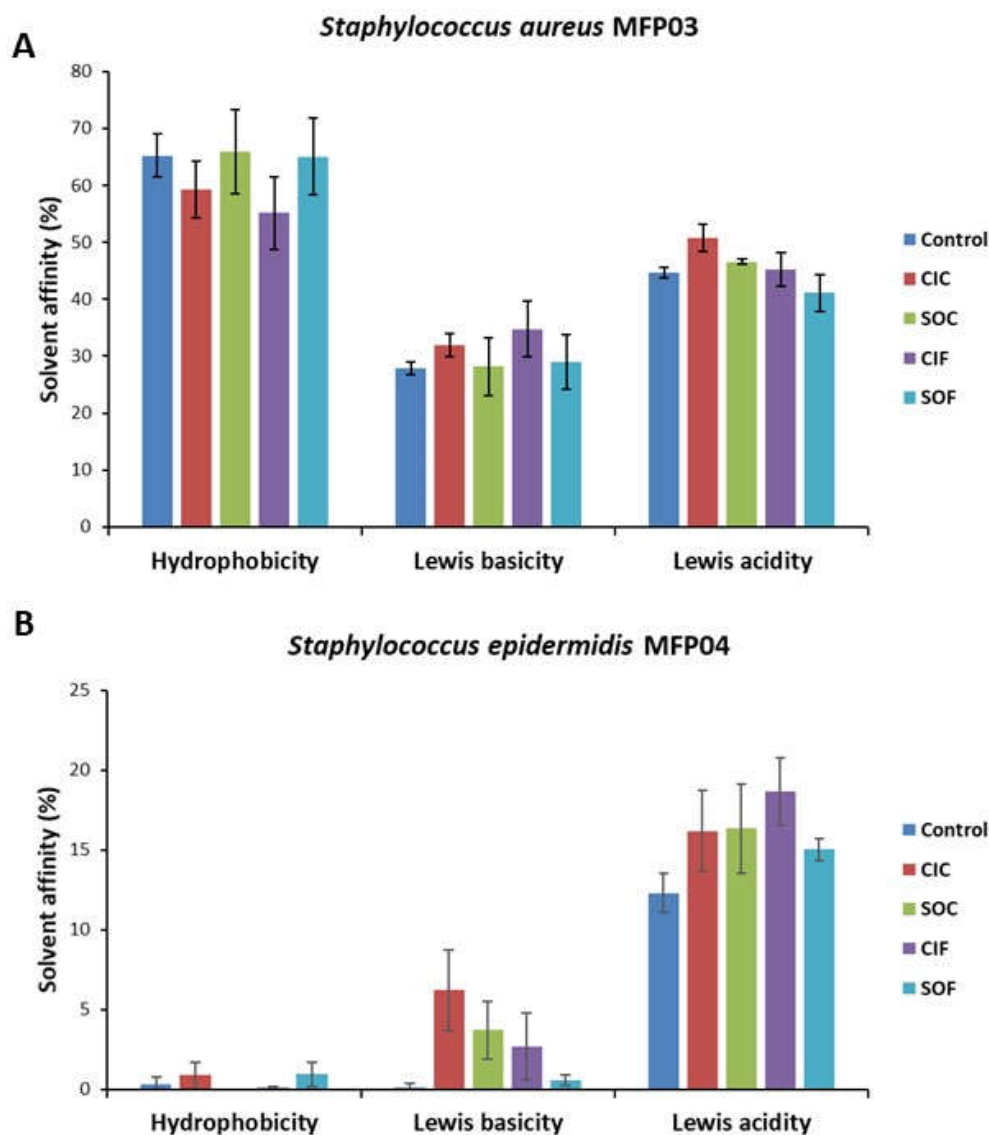 A
Staphylococcus aureus MFP03
Solvent affinity (%)
80
70
60
50
40
30
20
10
0
Hydrophobicity Lewis basicity Lewis acidity
Control
CIC
SOC
CIF
SOF
B
Staphylococcus epidermidis MFP04
Solvent affinity (%)
25
20
15
10
5
0
Hydrophobicity Lewis basicity Lewis acidity
Control
CIC
SOC
CIF
SOF